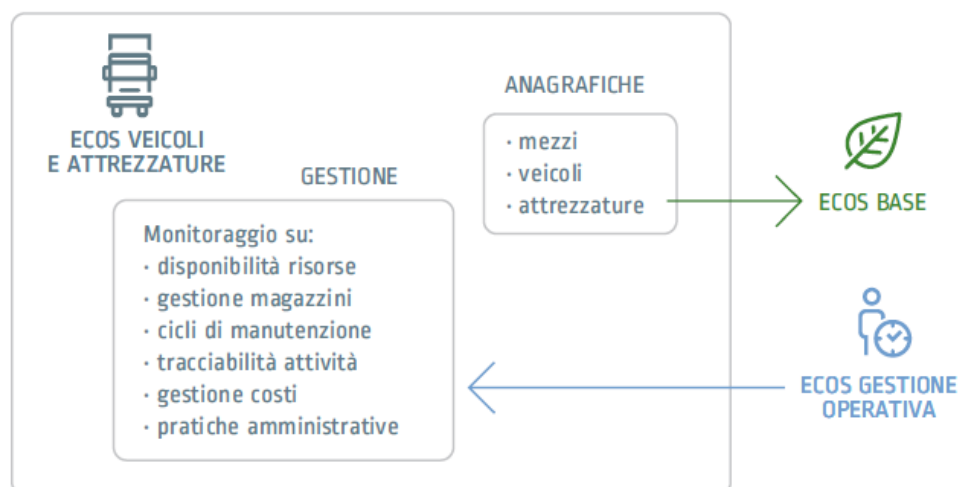 ECOS VEICOLI
E ATTREZZATURE
GESTIONE
Monitoraggio su:
· disponibilità risorse
· gestione magazzini
· cicli di manutenzione
· tracciabilità attività
· gestione costi
· pratiche amministrative
ANAGRAFICHE
· mezzi
· veicoli
· attrezzature
ECOS BASE
ECOS GESTIONE
OPERATIVA